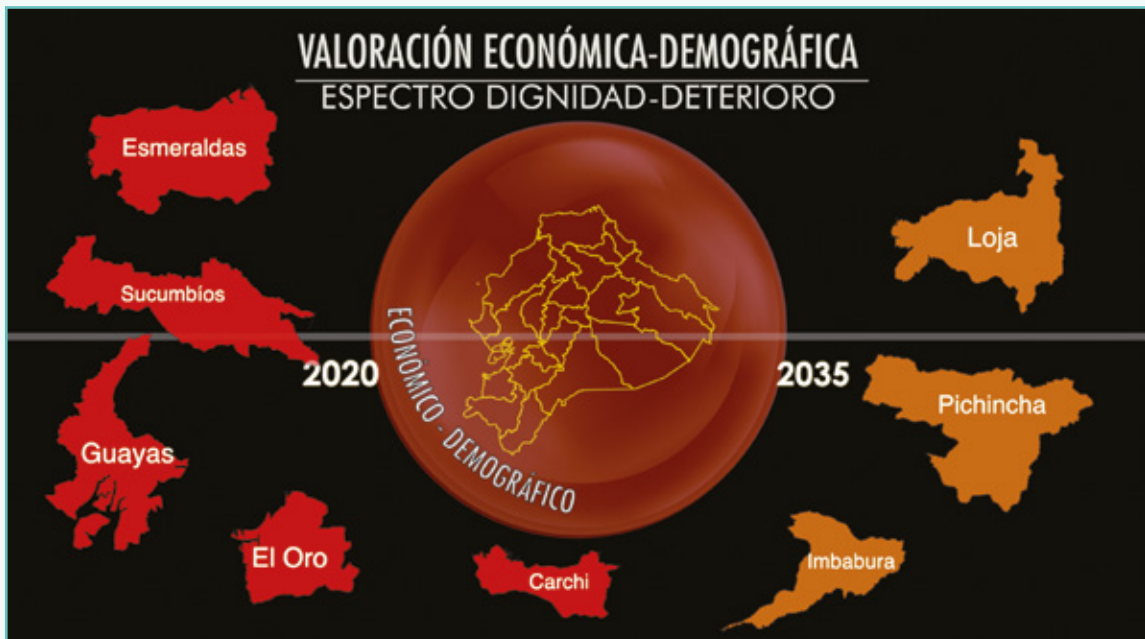 VALORACIÓN ECONÓMICA-DEMOGRÁFICA
ESPECTRO DIGNIDAD-DETERIORO
Esmeraldas
Loja
Sucumbíos
2020
2035
ECONÓMICO - DEMOGRÁFICO
Guayas
Pichincha
El Oro
Carchi
Imbabura